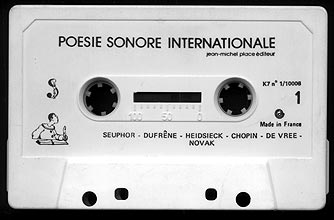 POESIE SONORE INTERNATIONALE
jean-michel place éditeur
K7 n° 1/10006
1
100 50 0
Made in France
SEUPHOR - DUFRÊNE - HEIDSIECK - CHOPIN - DE VREE -
NOVAK